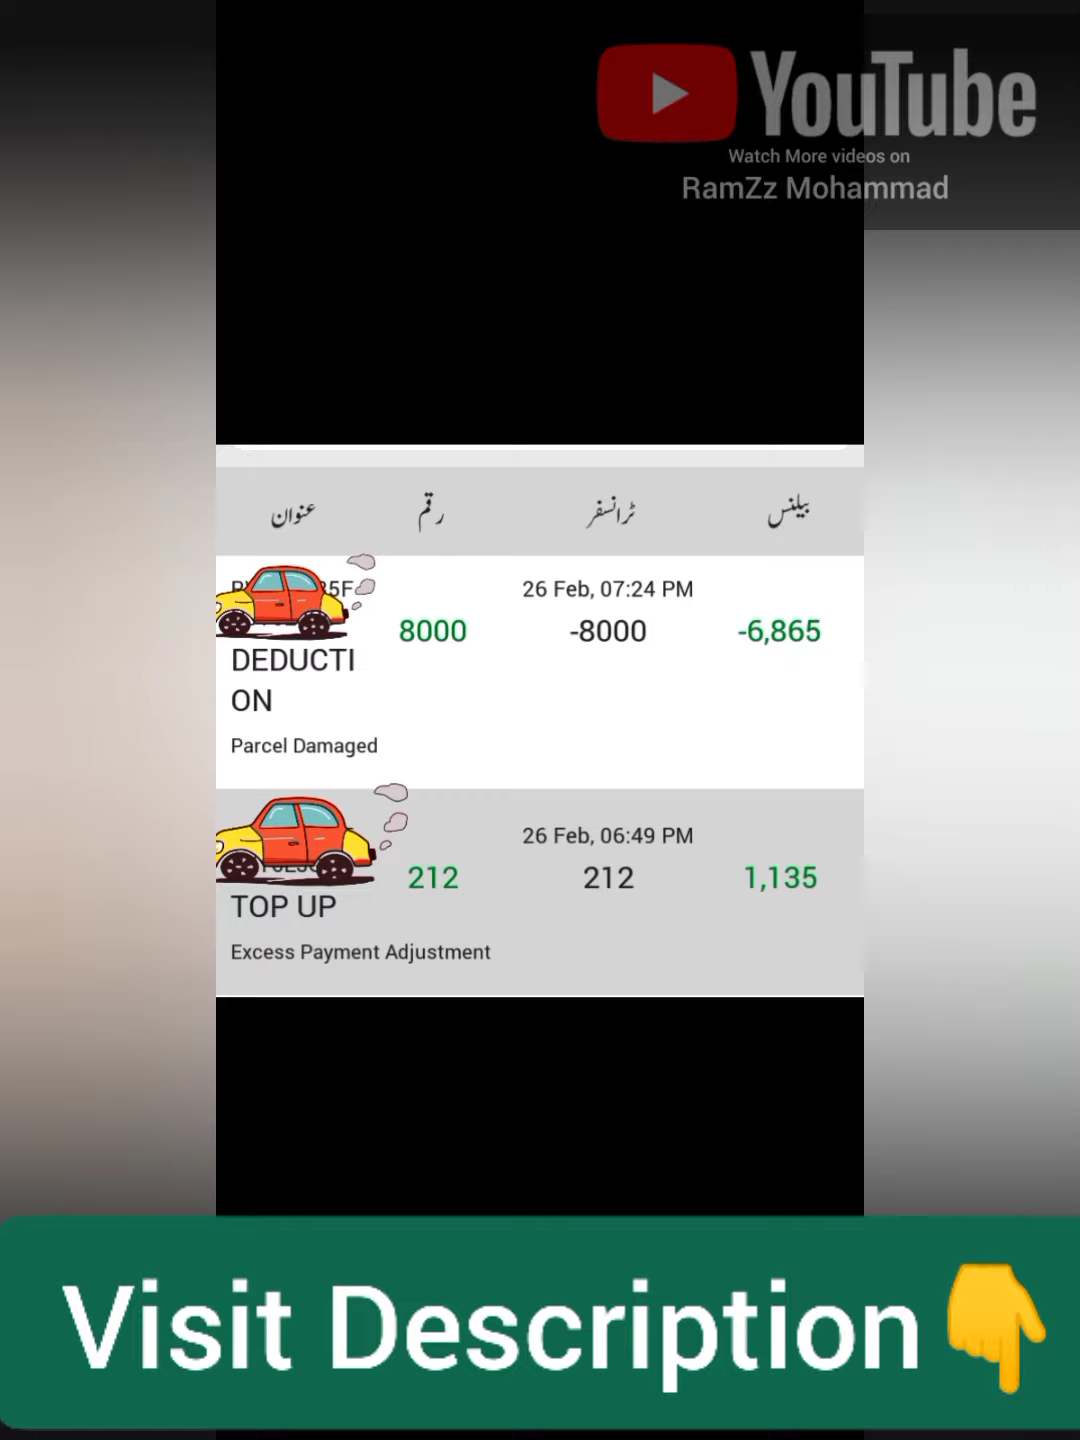 YouTube
Watch More videos on
RamZz Mohammad
عنوان رقم ٹرانسفر بیلنس
26 Feb, 07:24 PM
8000 -8000 -6,865
DEDUCTI
ON
Parcel Damaged
26 Feb, 06:49 PM
212 212 1,135
TOP UP
Excess Payment Adjustment
Visit Description